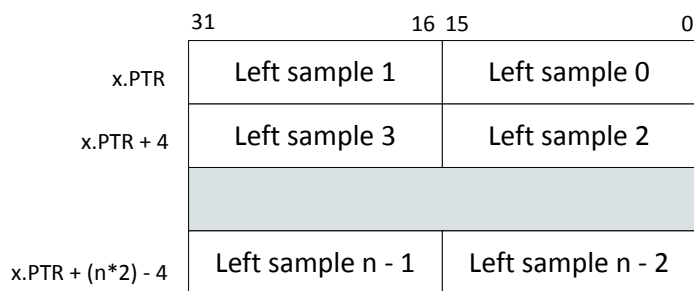 31 16 15 0
x.PTR Left sample 1 Left sample 0
x.PTR + 4 Left sample 3 Left sample 2
x.PTR + (n*2) - 4 Left sample n - 1 Left sample n - 2